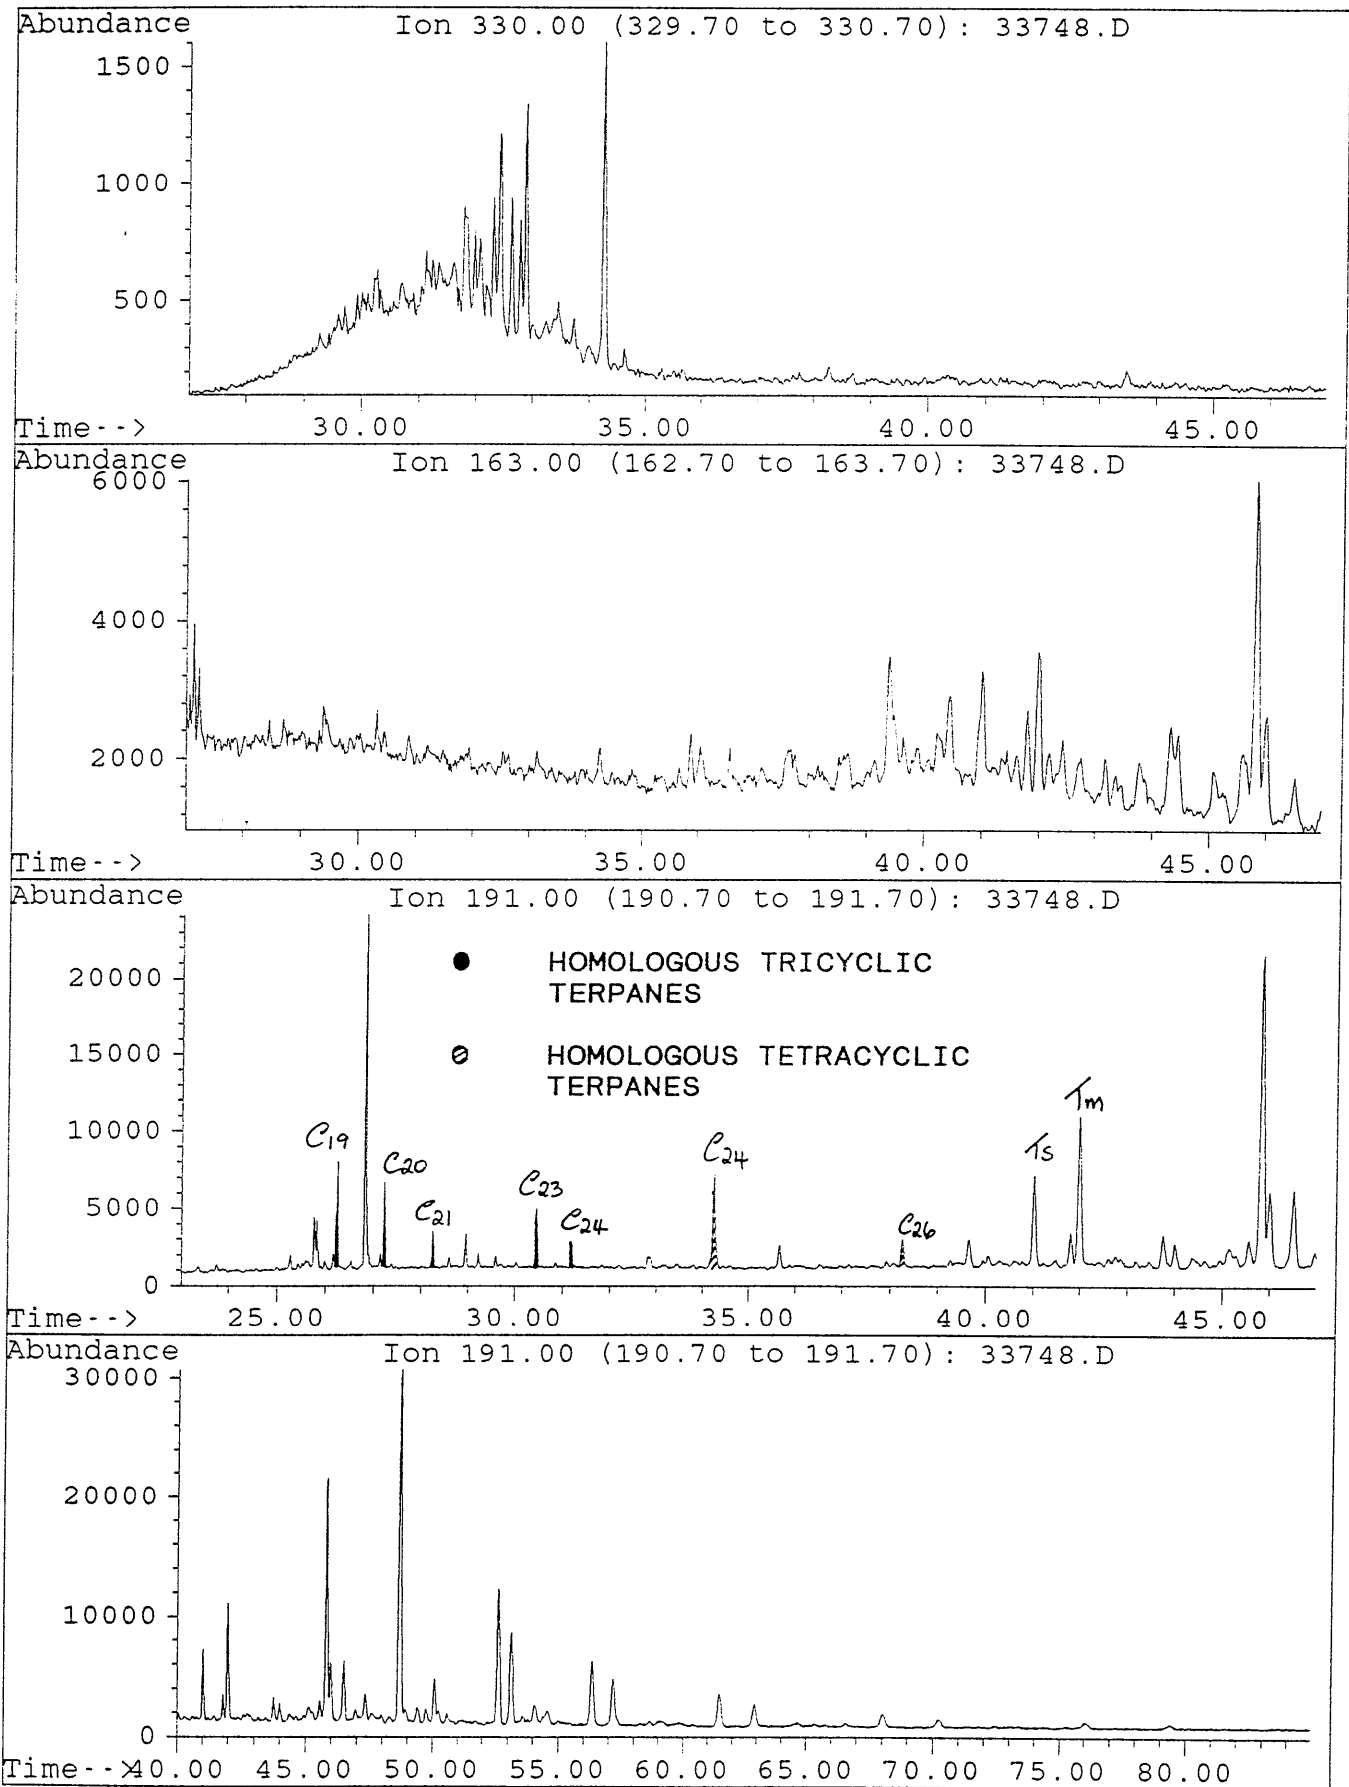 Abundance Ion 330.00 (329.70 to 330.70): 33748.D
1500
1000
500
Time--> 30.00 35.00 40.00 45.00
Abundance Ion 163.00 (162.70 to 163.70): 33748.D
6000
4000
2000
Time--> 30.00 35.00 40.00 45.00
Abundance Ion 191.00 (190.70 to 191.70): 33748.D
20000
15000
10000
5000
0
HOMOLOGOUS TRICYCLIC
TERPANES
HOMOLOGOUS TETRACYCLIC
TERPANES
C19
C20
C21
C23
C24
C24
C26
Ts
Tm
Time--> 25.00 30.00 35.00 40.00 45.00
Abundance Ion 191.00 (190.70 to 191.70): 33748.D
30000
20000
10000
0
Time-->40.00 45.00 50.00 55.00 60.00 65.00 70.00 75.00 80.00